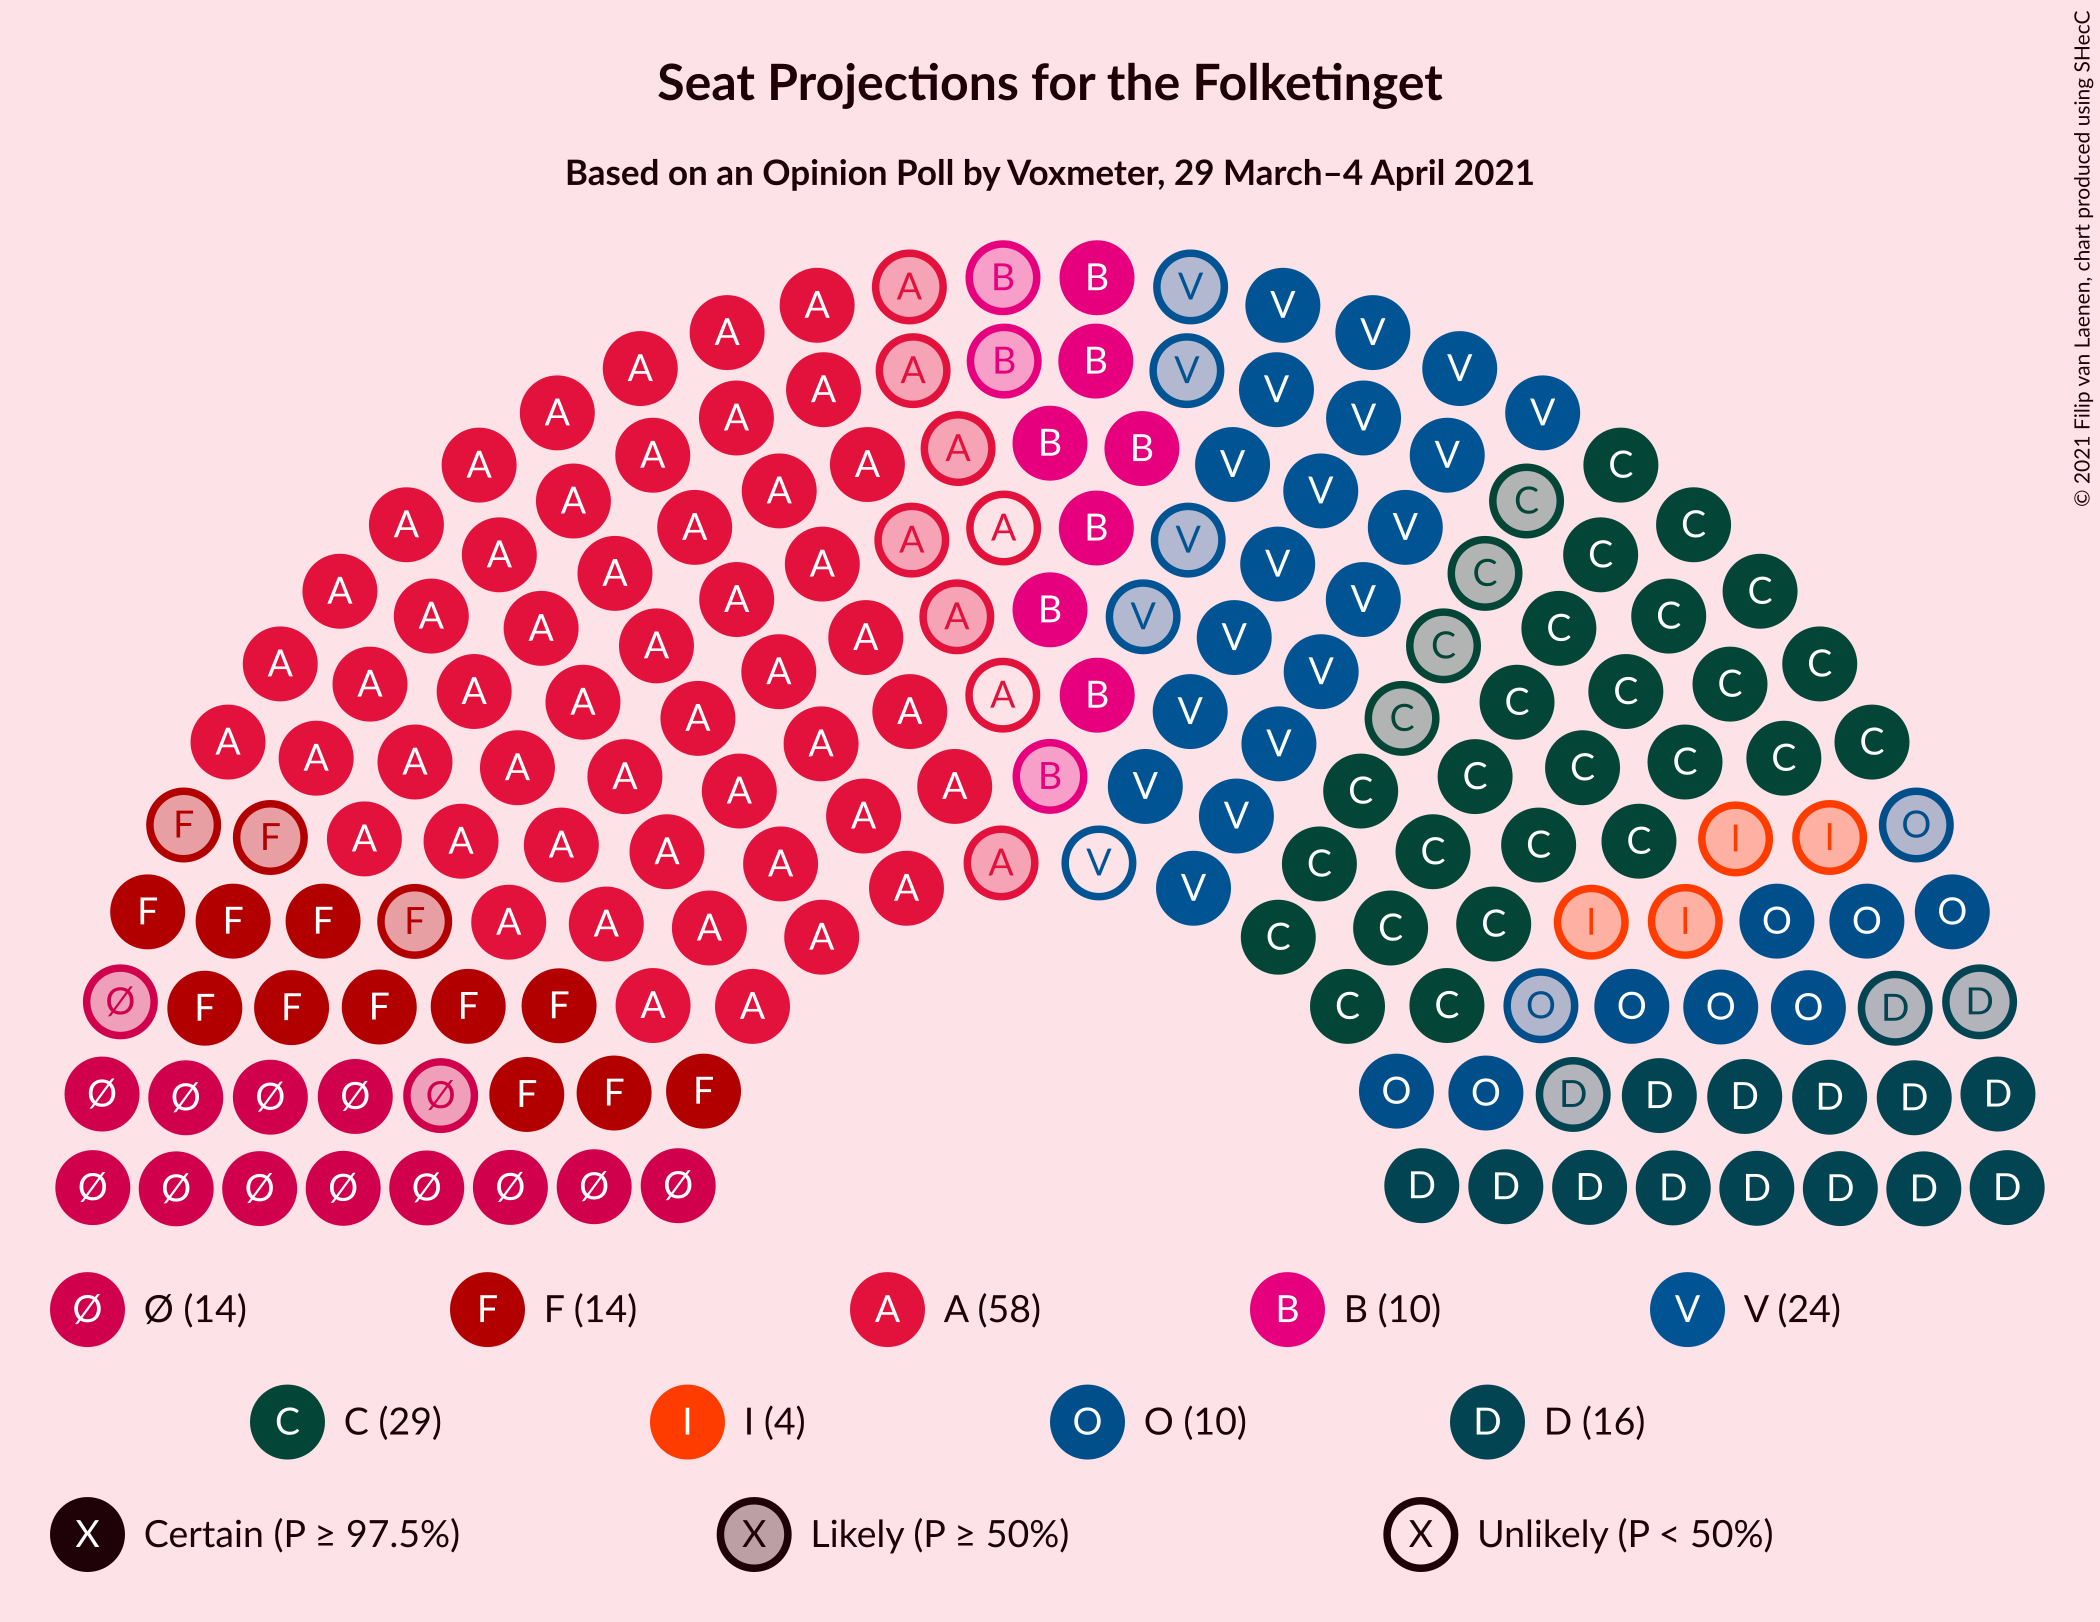 Seat Projections for the Folketinget
Based on an Opinion Poll by Voxmeter, 29 March–4 April 2021
© 2021 Filip van Laenen, chart produced using SHecC
A A B B V V
A A A B B V V V
A A A V V V
A A A A B B V V C
A A V C
A A A A A B V V C C
A A A A V V C C
A A A A A B V V C C C
A A A A A B V C C C
A A A A A V V C C C
A A A A A A B V C C C C C
F F A A A A A A A V V C C C C I I O
F F F F A A A A A V C C C I I O O O
Ø F F F F F A A C C O O O O D D
Ø Ø Ø Ø Ø F F F O O D D D D D D
Ø Ø Ø Ø Ø Ø Ø Ø D D D D D D D D
Ø Ø (14) F F (14) A A (58) B B (10) V V (24)
C C (29) I I (4) O O (10) D D (16)
X Certain (P ≥ 97.5%) X Likely (P ≥ 50%) X Unlikely (P < 50%)